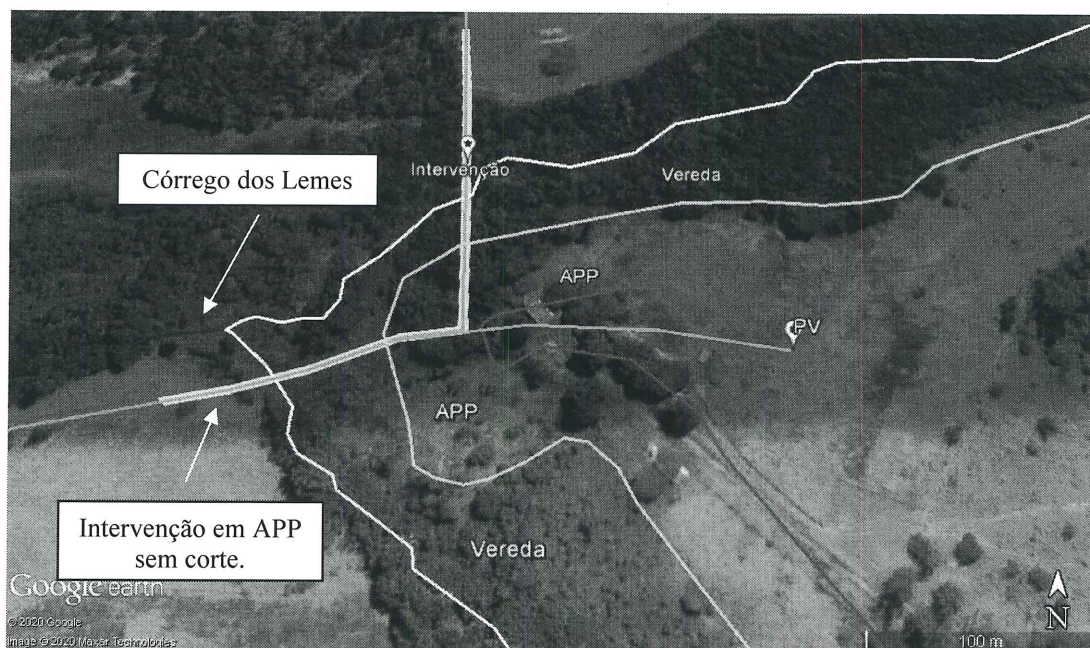 Córrego dos Lemes
Intervenção
Vereda
APP
PV
APP
Intervenção em APP
sem corte.
Vereda
Google earth
© 2020 Google
Image © 2020 Maxar Technologies
100 m
N